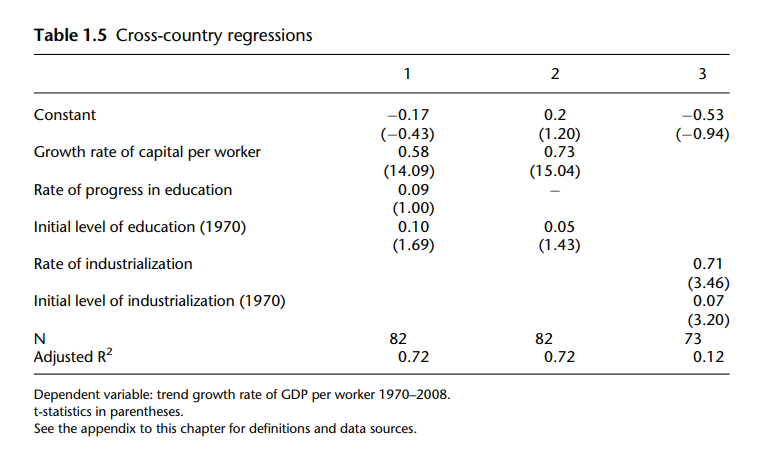 Table 1.5 Cross-country regressions
1 2 3
Constant −0.17 0.2 −0.53
(−0.43) (1.20) (−0.94)
Growth rate of capital per worker 0.58 0.73
(14.09) (15.04)
Rate of progress in education 0.09 –
(1.00)
Initial level of education (1970) 0.10 0.05
(1.69) (1.43)
Rate of industrialization 0.71
(3.46)
Initial level of industrialization (1970) 0.07
(3.20)
N 82 82 73
Adjusted R² 0.72 0.72 0.12
Dependent variable: trend growth rate of GDP per worker 1970–2008.
t-statistics in parentheses.
See the appendix to this chapter for definitions and data sources.